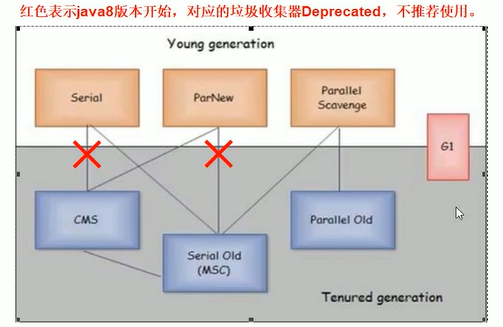 红色表示java8版本开始，对应的垃圾收集器Deprecated，不推荐使用。
Young generation
Serial
ParNew
Parallel
Scavenge
G1
CMS
Serial Old
(MSC)
Parallel Old
Tenured generation